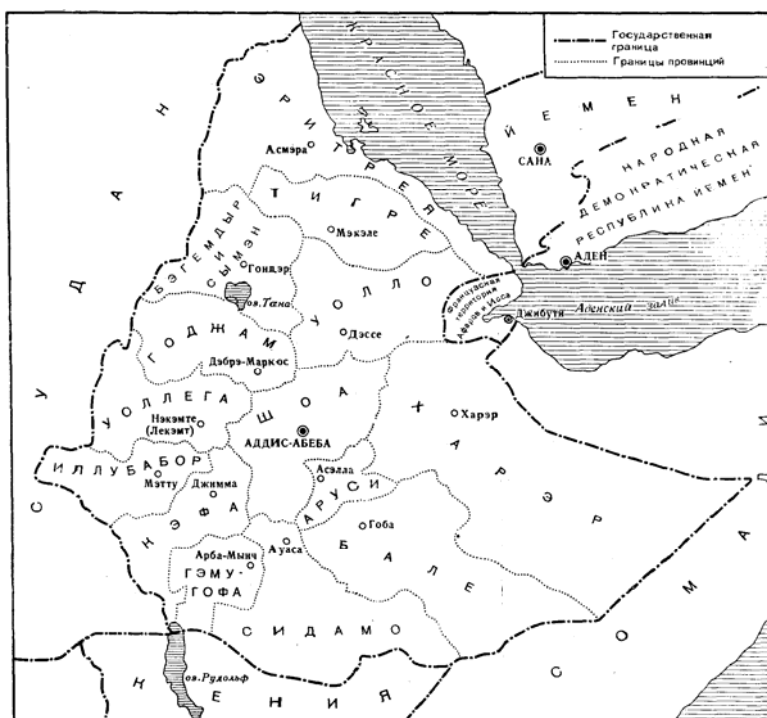 Государственная
граница
Границы провинций
СУДАН
КРАСНОЕ МОРЕ
ЙЕМЕН
САНА
НАРОДНАЯ
ДЕМОКРАТИЧЕСКАЯ
РЕСПУБЛИКА ЙЕМЕН
АДЕН
Аденский залив
ЭРИТРЕЯ
Асмэра
ТИГРЕ
Мэкэле
БЭГЕМДЫР
И
СЫМЭН
Гондэр
оз.Тана
УОЛЛО
Дэссе
Французская
территория
Афаров и Исса
Джибути
ГОДЖАМ
Дэбрэ-Маркос
УОЛЛЕГА
Нэкэмте
(Лекэмт)
ШОА
АДДИС-АБЕБА
ХАРЭР
Харэр
ИЛЛУБАБОР
Мэтту
Джимма
КЭФА
Асэлла
АРУСИ
Гоба
БАЛЕ
Ауаса
Арба-Мынч
ГЭМУ-
ГОФА
СИДАМО
СОМАЛИ
оз.Рудольф
КЕНИЯ